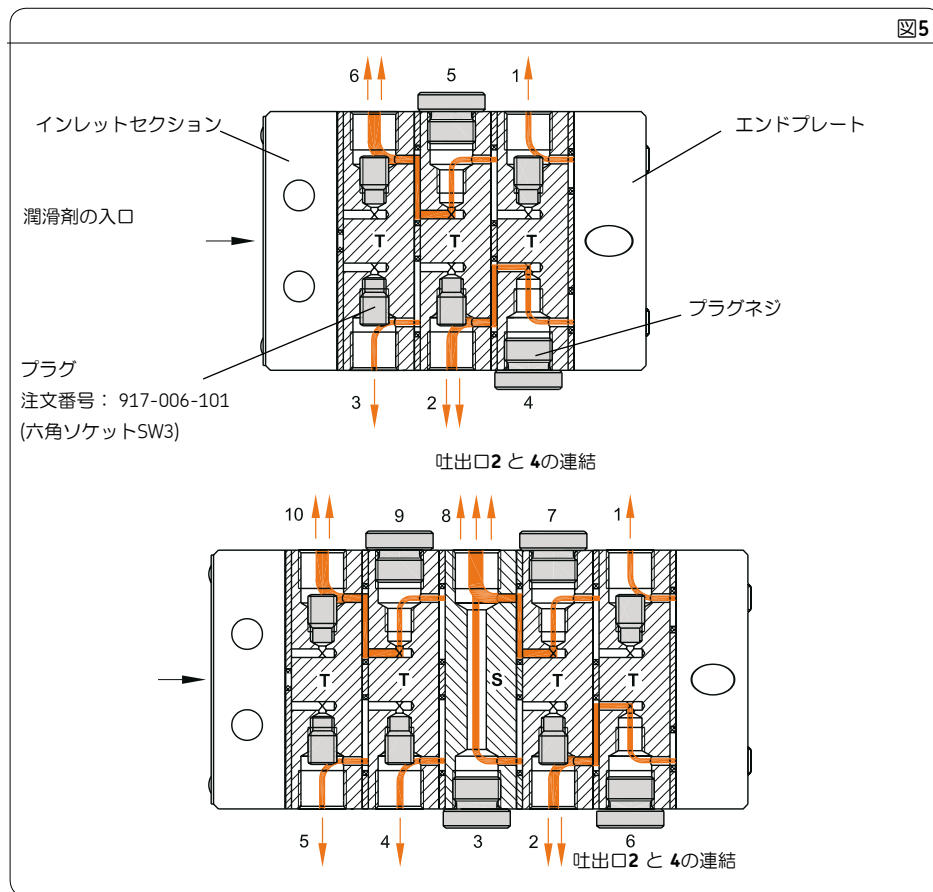 図5
6 5 1
インレットセクション
エンドプレート
潤滑剤の入口
T T T
プラグネジ
プラグ
注文番号： 917-006-101
(六角ソケットSW3)
3 2 4
吐出口2 と 4の連結
10 9 8 7 1
T T S T T
5 4 3 2 6
吐出口2 と 4の連結